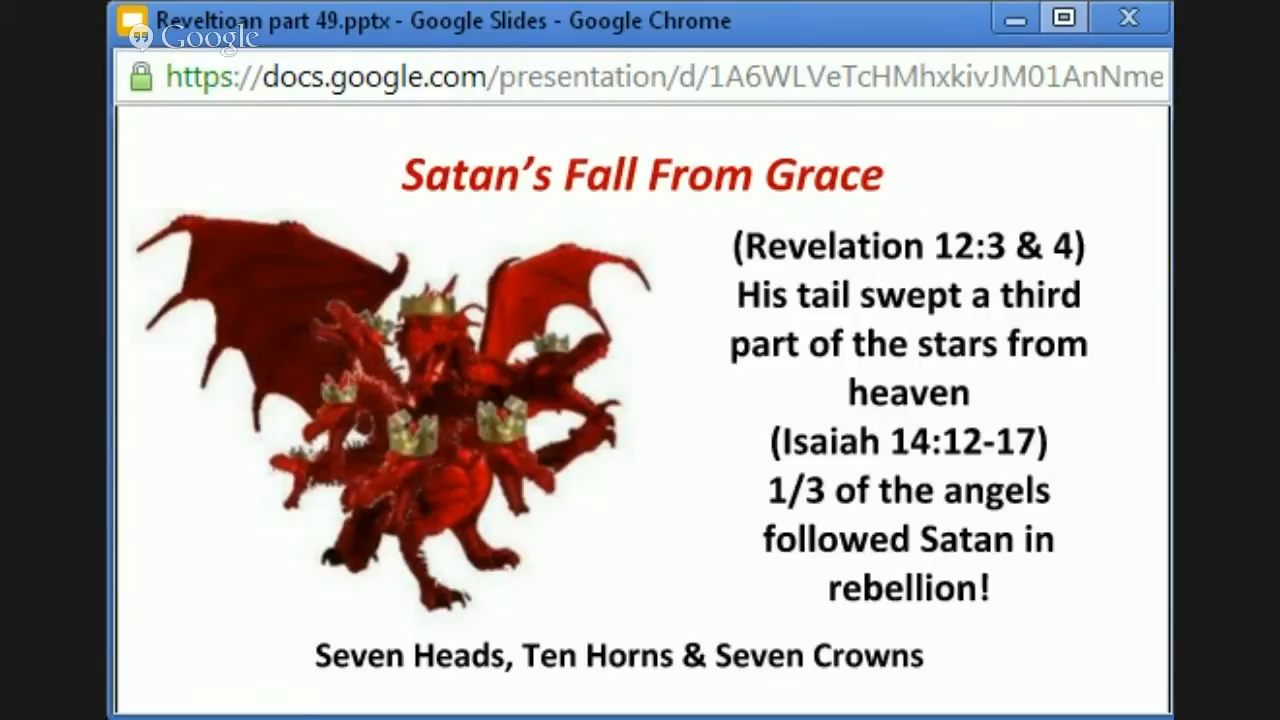 Reveltioan part 49.pptx - Google Slides - Google Chrome
Google
https://docs.google.com/presentation/d/1A6WLVeTcHMhxkivJM01AnNme
Satan's Fall From Grace
(Revelation 12:3 & 4)
His tail swept a third
part of the stars from
heaven
(Isaiah 14:12-17)
1/3 of the angels
followed Satan in
rebellion!
Seven Heads, Ten Horns & Seven Crowns